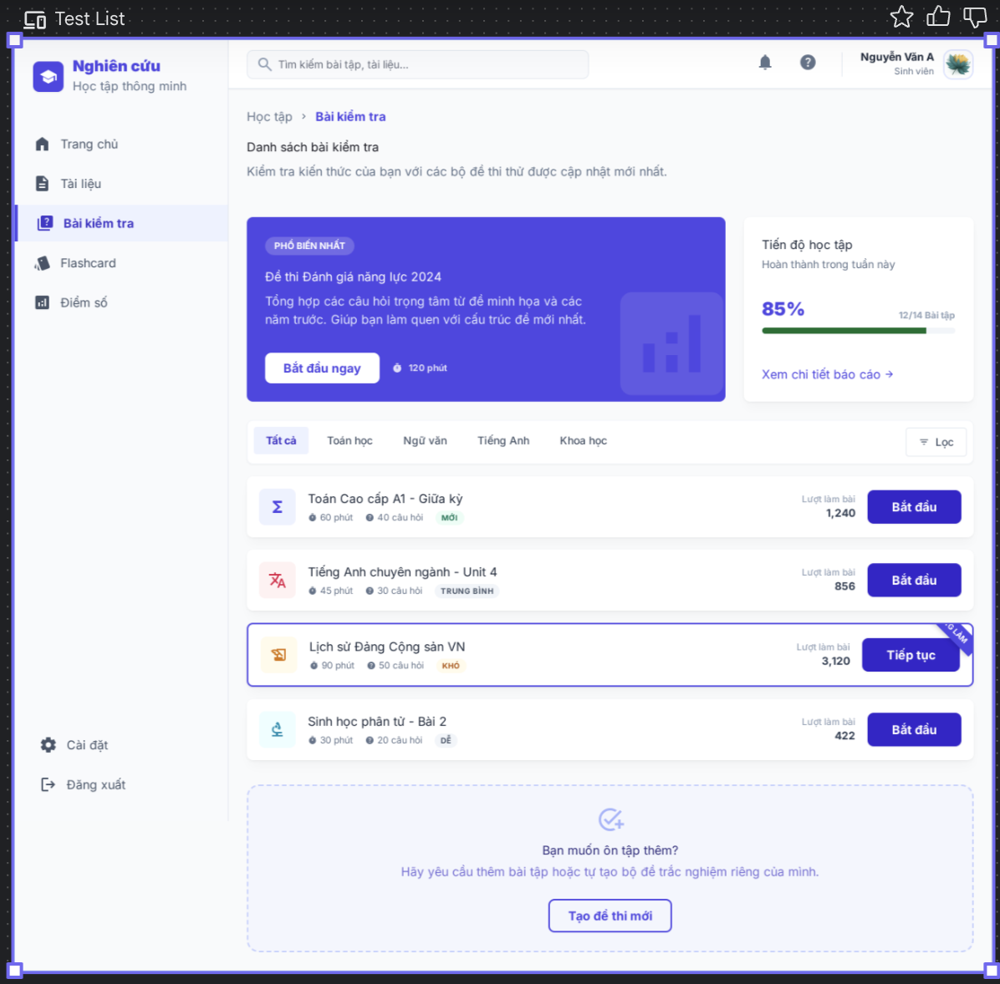 Test List
Nghiên cứu
Học tập thông minh
Tìm kiếm bài tập, tài liệu...
Nguyễn Văn A
Sinh viên
Trang chủ
Tài liệu
Bài kiểm tra
Flashcard
Điểm số
Cài đặt
Đăng xuất
Học tập › Bài kiểm tra
Danh sách bài kiểm tra
Kiểm tra kiến thức của bạn với các bộ đề thi thử được cập nhật mới nhất.
PHỔ BIẾN NHẤT
Đề thi Đánh giá năng lực 2024
Tổng hợp các câu hỏi trọng tâm từ đề minh họa và các
năm trước. Giúp bạn làm quen với cấu trúc đề mới nhất.
Bắt đầu ngay
120 phút
Tiến độ học tập
Hoàn thành trong tuần này
85%
12/14 Bài tập
Xem chi tiết báo cáo →
Tất cả
Toán học
Ngữ văn
Tiếng Anh
Khoa học
Lọc
Σ
Toán Cao cấp A1 - Giữa kỳ
60 phút 40 câu hỏi MỚI
Lượt làm bài
1,240
Bắt đầu
Tiếng Anh chuyên ngành - Unit 4
45 phút 30 câu hỏi TRUNG BÌNH
Lượt làm bài
856
Bắt đầu
Lịch sử Đảng Cộng sản VN
90 phút 50 câu hỏi KHÓ
Lượt làm bài
3,120
Tiếp tục
G LÀM
Sinh học phân tử - Bài 2
30 phút 20 câu hỏi DỄ
Lượt làm bài
422
Bắt đầu
Bạn muốn ôn tập thêm?
Hãy yêu cầu thêm bài tập hoặc tự tạo bộ đề trắc nghiệm riêng của mình.
Tạo đề thi mới